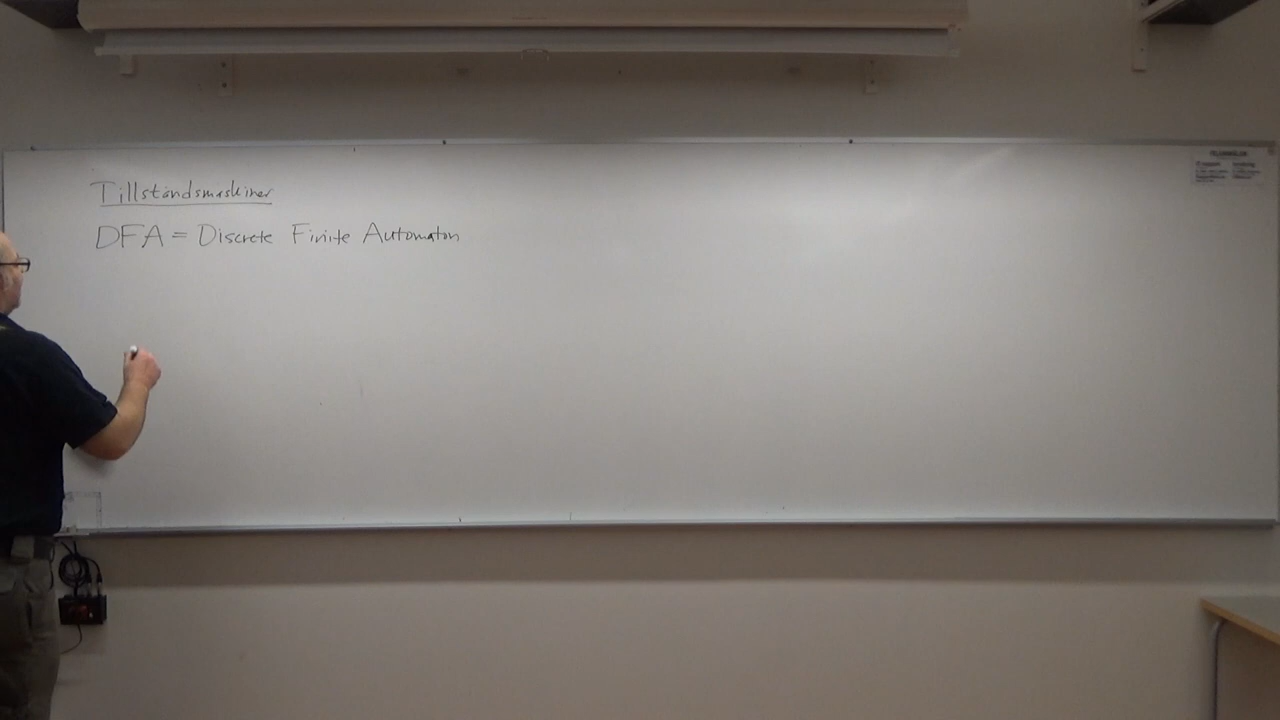 Tillståndsmaskiner
DFA = Discrete Finite Automaton